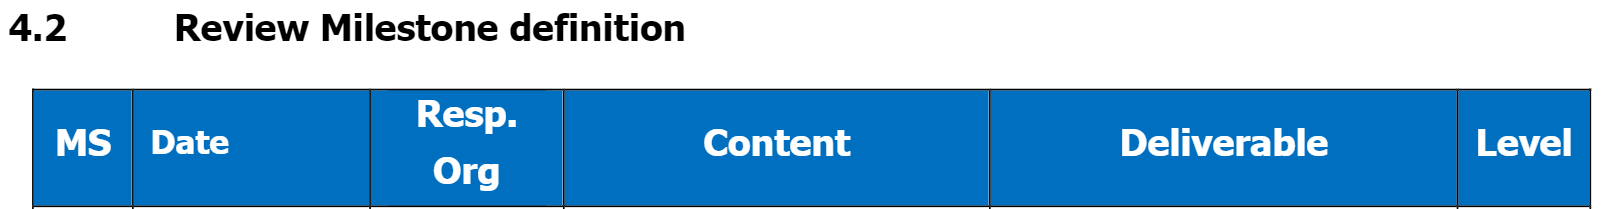 4.2 Review Milestone definition
MS Date Resp. Org Content Deliverable Level